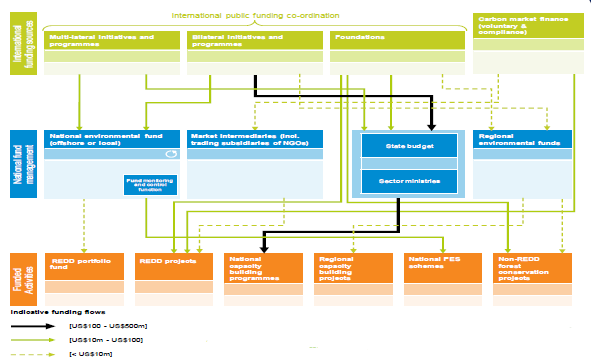 International public funding co-ordination
International
funding sources
Multi-lateral initiatives and
programmes
Bilateral initiatives and
programmes
Foundations
Carbon market finance
(voluntary &
compliance)
National fund
management
National environmental fund
(offshore or local)
Fund monitoring
and control
function
Market intermediaries (incl.
trading subsidiaries of NGOs)
State budget
Sector ministries
Regional
environmental funds
Funded
Activities
REDD portfolio
fund
REDD projects
National
capacity
building
programmes
Regional
capacity
building
projects
National PES
schemes
Non-REDD
forest
conservation
projects
Indicative funding flows
[US$100 - US$500m]
[US$10m - US$100]
[< US$10m]